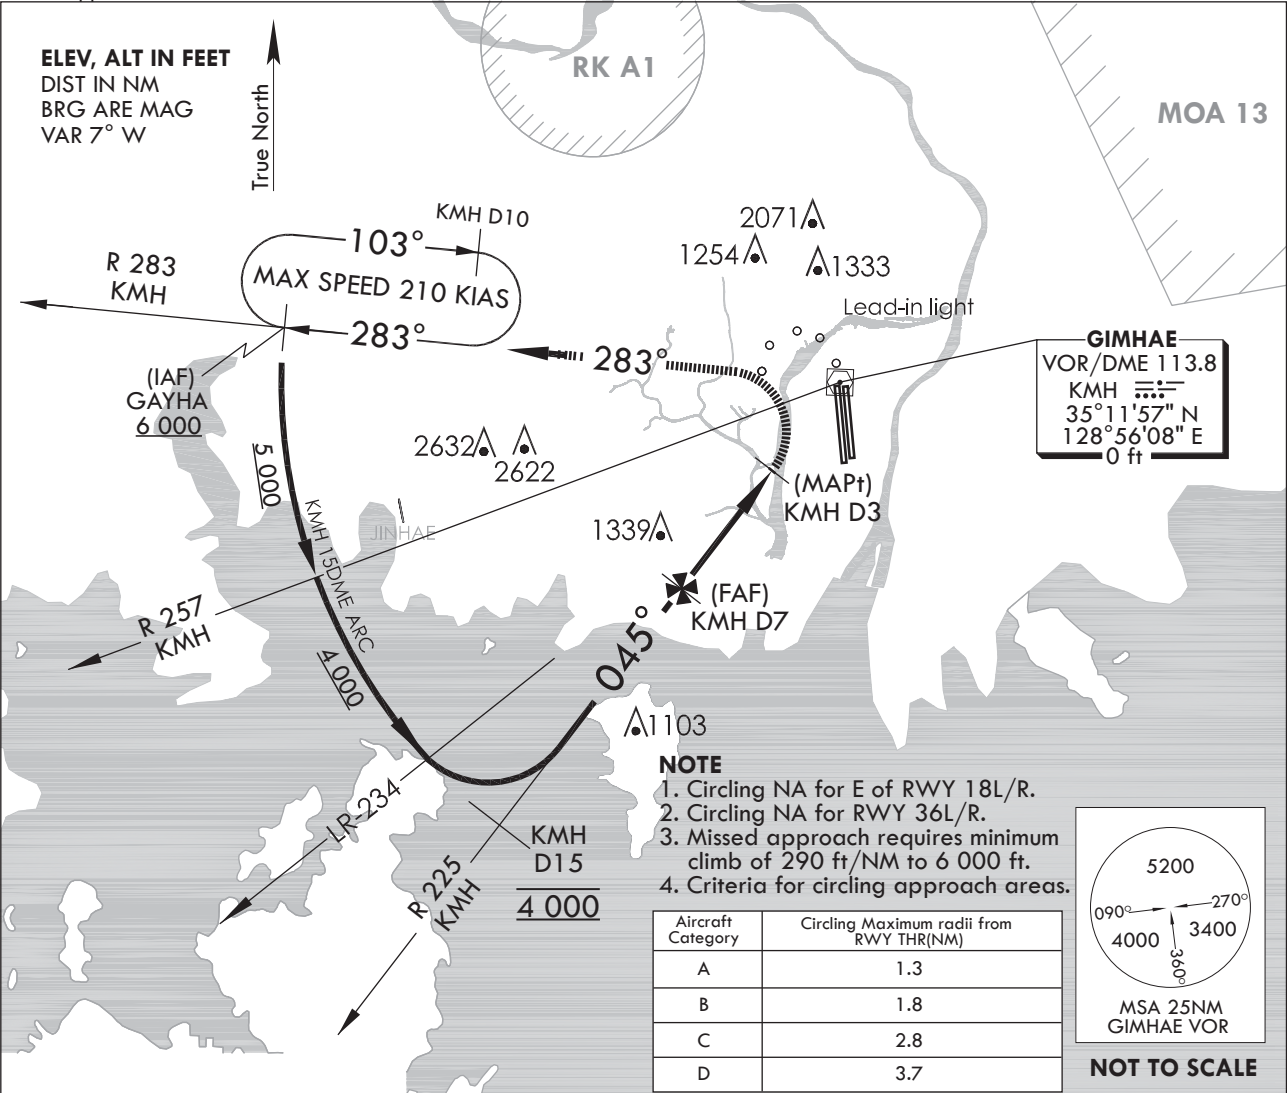 ELEV, ALT IN FEET
DIST IN NM
BRG ARE MAG
VAR 7° W
True North
RK A1
MOA 13
KMH D10
103°
MAX SPEED 210 KIAS
283°
R 283
KMH
(IAF)
GAYHA
6 000
2071
1254
1333
Lead-in light
283°
GIMHAE
VOR/DME 113.8
KMH
35°11'57" N
128°56'08" E
0 ft
2632
2622
5 000
KMH 15DME ARC
JINHAE
1339
(MAPt)
KMH D3
(FAF)
KMH D7
R 257
KMH
4 000
045°
1103
LR-234
KMH
D15
4 000
R 225
KMH
NOTE
1. Circling NA for E of RWY 18L/R.
2. Circling NA for RWY 36L/R.
3. Missed approach requires minimum
climb of 290 ft/NM to 6 000 ft.
4. Criteria for circling approach areas.
Aircraft Category
Circling Maximum radii from RWY THR(NM)
A 1.3
B 1.8
C 2.8
D 3.7
5200
090°
270°
4000
3400
360°
MSA 25NM
GIMHAE VOR
NOT TO SCALE